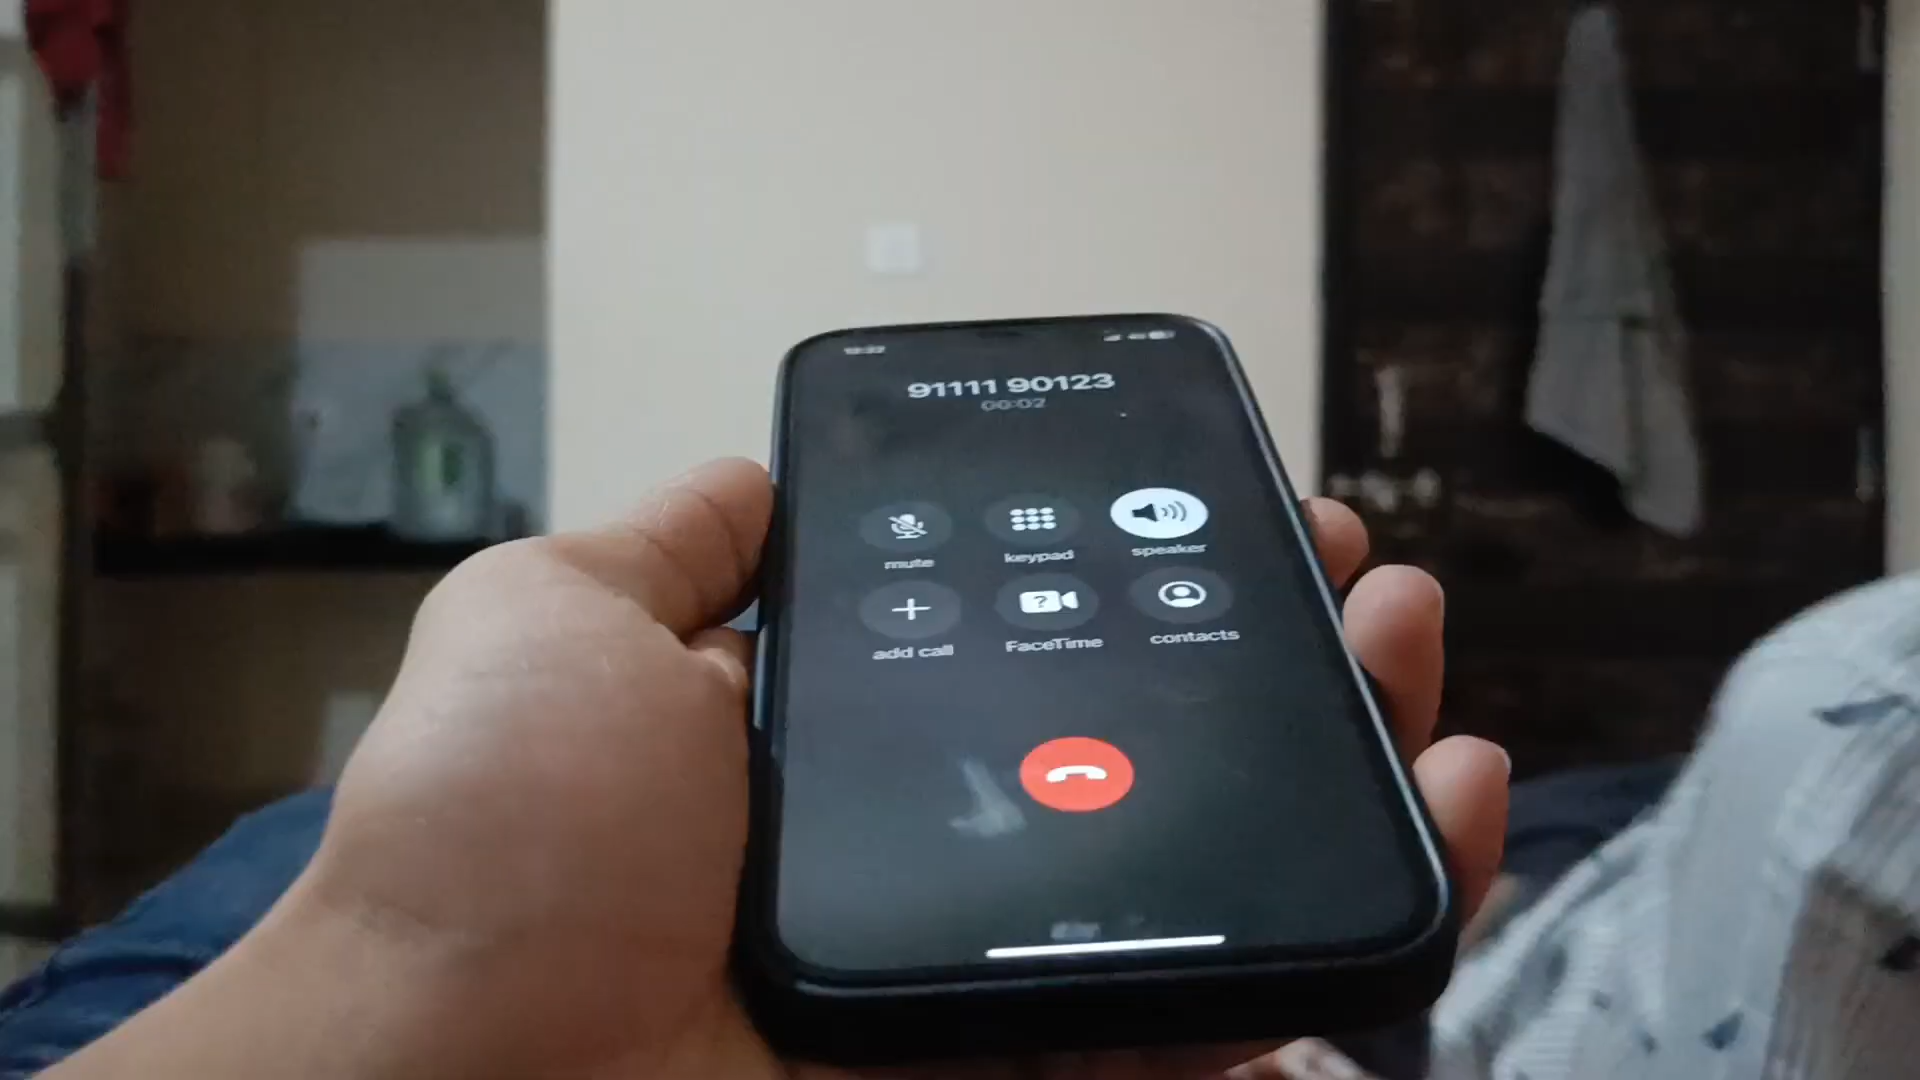 91111 90123
00:02
mute
keypad
speaker
add call
FaceTime
contacts